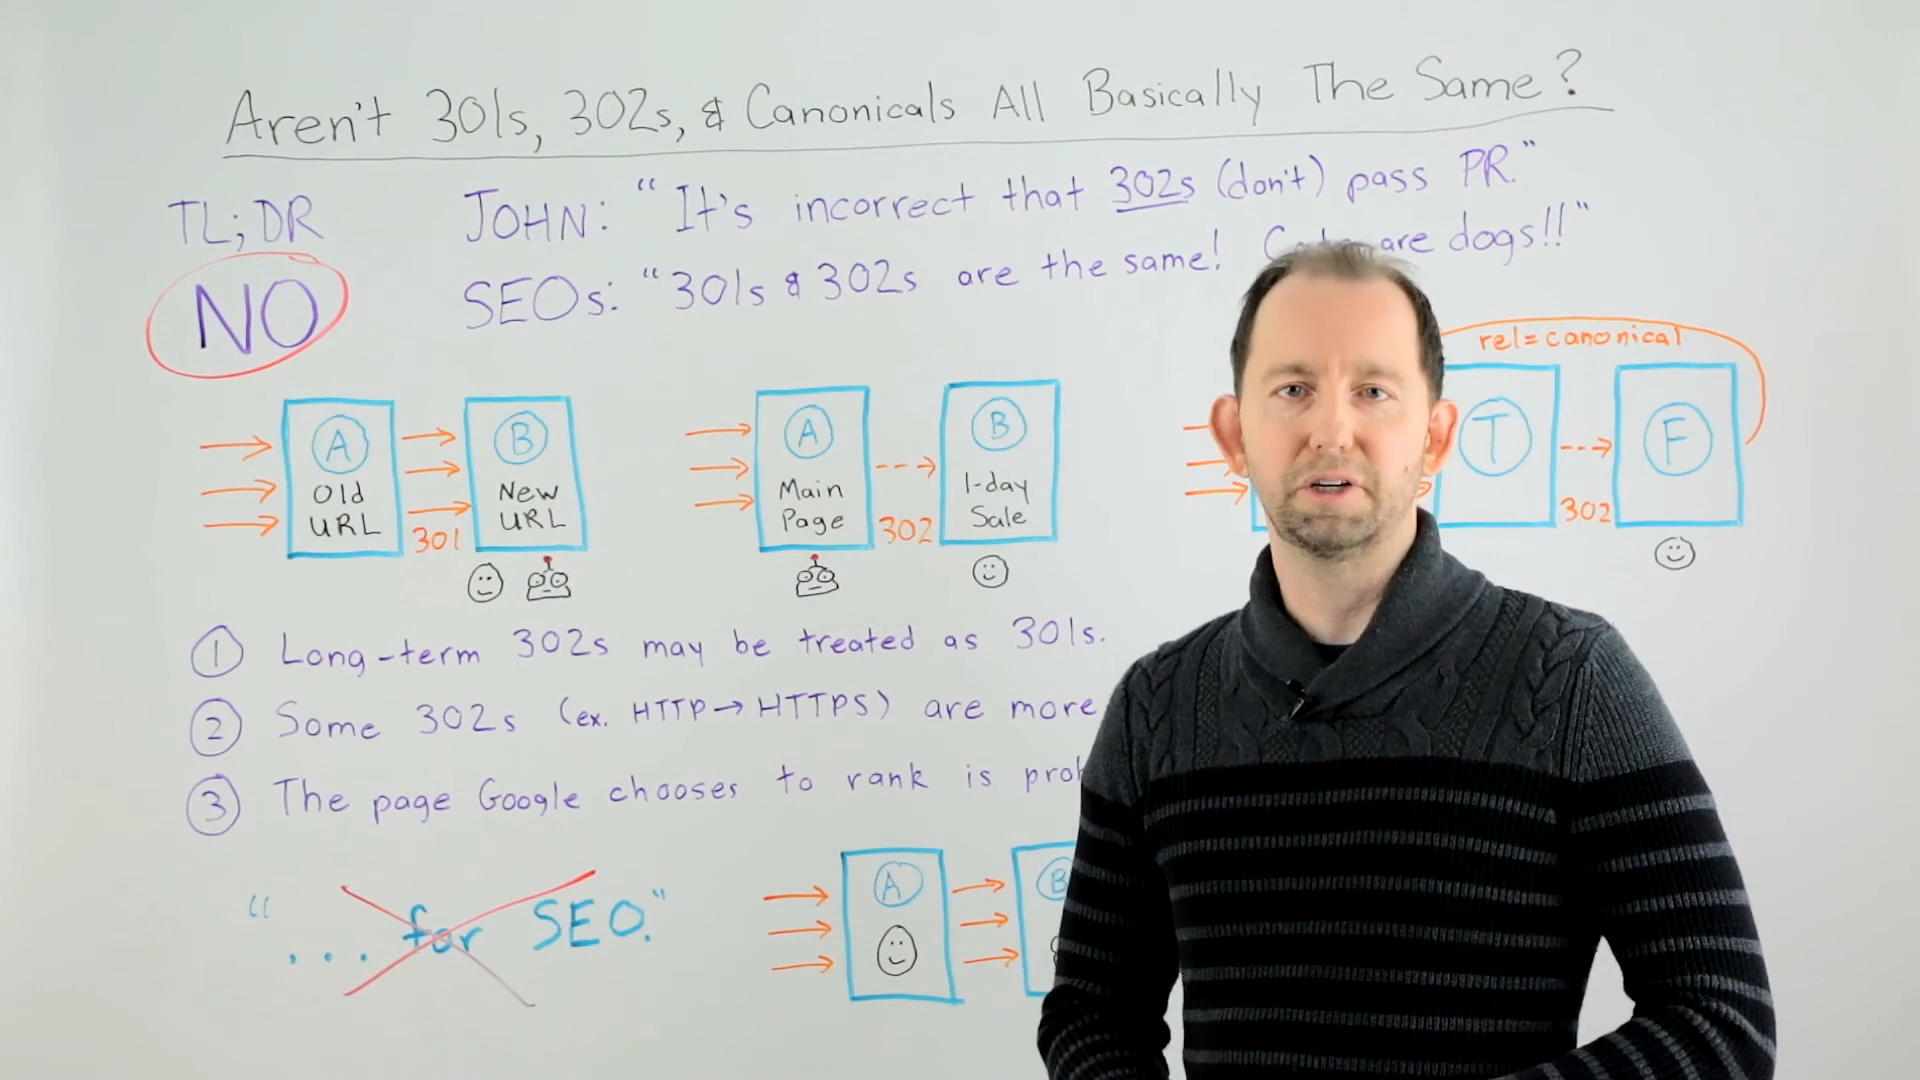 Aren't 301s, 302s, & Canonicals All Basically The Same?
TL;DR
NO
JOHN: "It's incorrect that 302s (don't) pass PR."
SEOs: "301s & 302s are the same! are dogs!!"
rel=canonical
A
Old
URL
301
B
New
URL
A
Main
Page
302
B
1-day
Sale
T
302
F
1 Long-term 302s may be treated as 301s.
2 Some 302s (ex. HTTP→HTTPS) are more
3 The page Google chooses to rank is
"... for SEO."
A
B